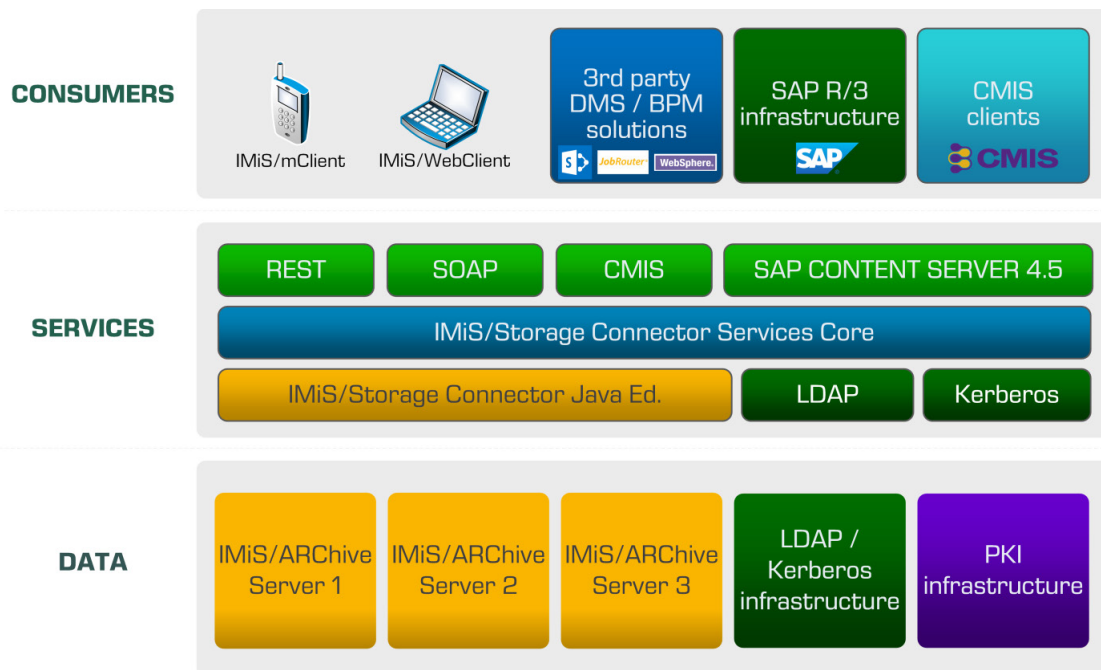 CONSUMERS
IMiS/mClient
IMiS/WebClient
3rd party
DMS / BPM
solutions
S
JobRouter
WebSphere.
SAP R/3
infrastructure
SAP
CMIS
clients
CMIS
SERVICES
REST
SOAP
CMIS
SAP CONTENT SERVER 4.5
IMiS/Storage Connector Services Core
IMiS/Storage Connector Java Ed.
LDAP
Kerberos
DATA
IMiS/ARChive
Server 1
IMiS/ARChive
Server 2
IMiS/ARChive
Server 3
LDAP /
Kerberos
infrastructure
PKI
infrastructure